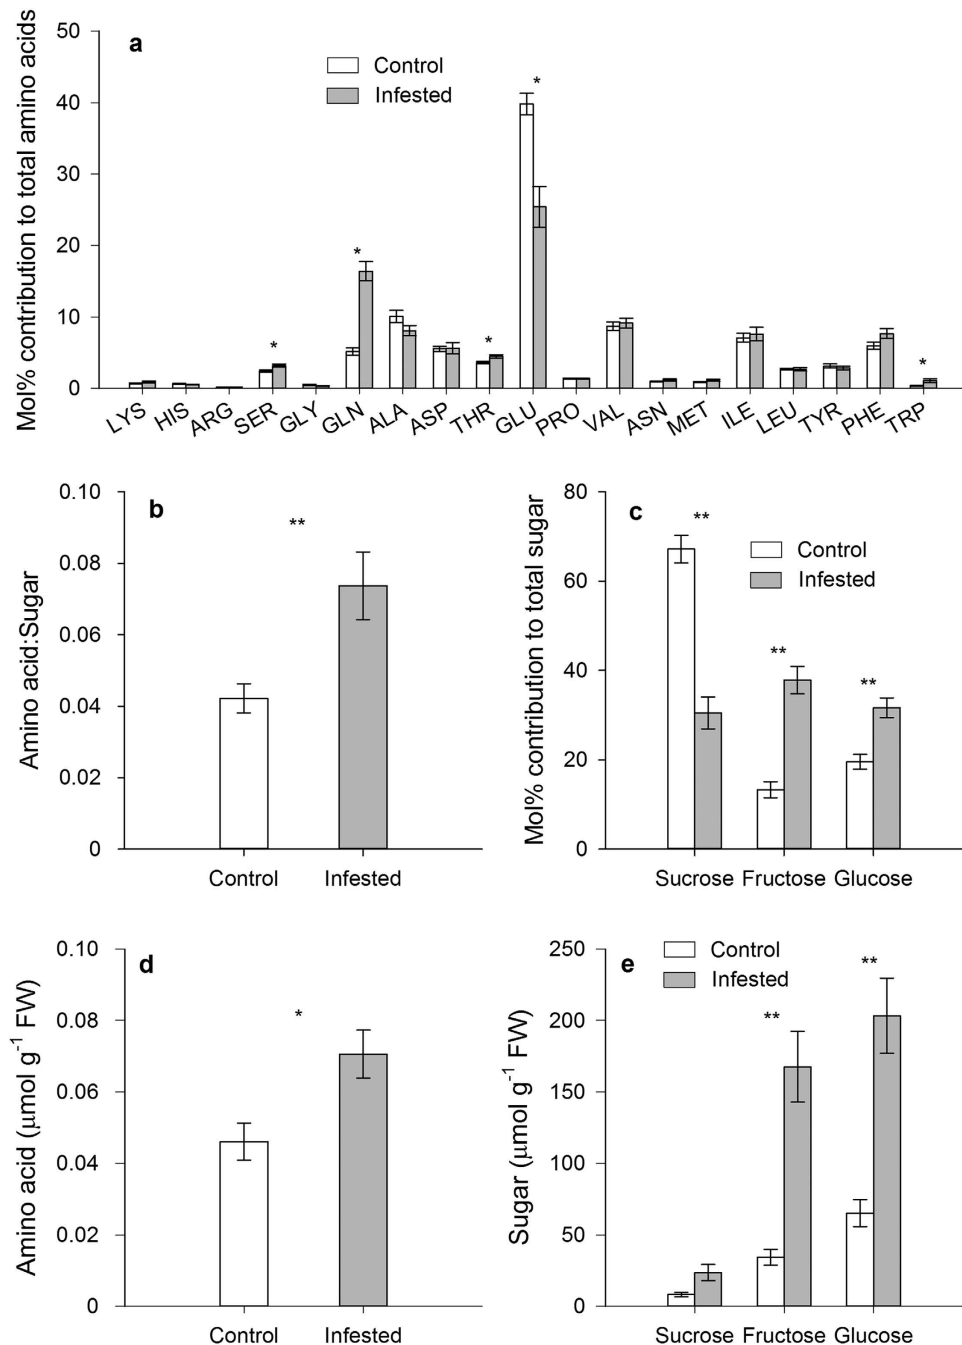 a
Control
Infested
Mol% contribution to total amino acids
50
40
30
20
10
0
*
*
*
*
*
LYS HIS ARG SER GLY GLN ALA ASP THR GLU PRO VAL ASN MET ILE LEU TYR PHE TRP
b
Amino acid:Sugar
0.10
0.08
0.06
0.04
0.02
0
**
Control Infested
c
Control
Infested
Mol% contribution to total sugar
80
60
40
20
0
**
**
**
Sucrose Fructose Glucose
d
Amino acid (μmol g⁻¹ FW)
0.10
0.08
0.06
0.04
0.02
0
*
Control Infested
e
Control
Infested
Sugar (μmol g⁻¹ FW)
250
200
150
100
50
0
**
**
Sucrose Fructose Glucose